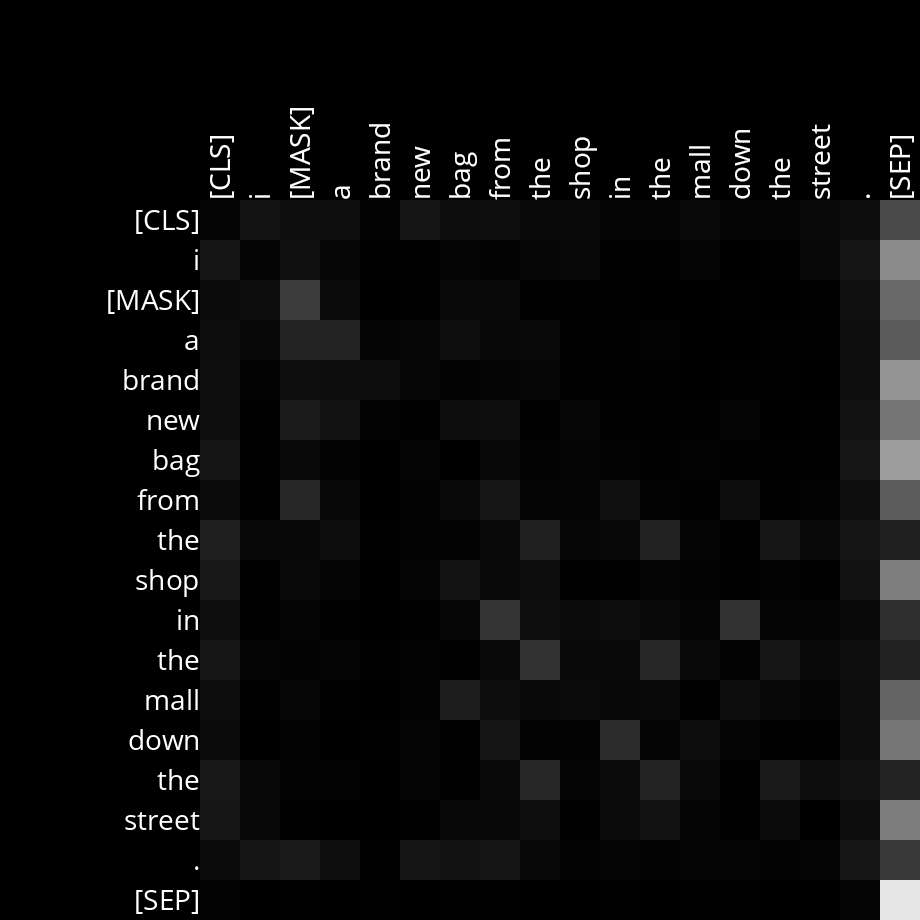 [CLS] i [MASK] a brand new bag from the shop in the mall down the street . [SEP]
[CLS]
i
[MASK]
a
brand
new
bag
from
the
shop
in
the
mall
down
the
street
.
[SEP]